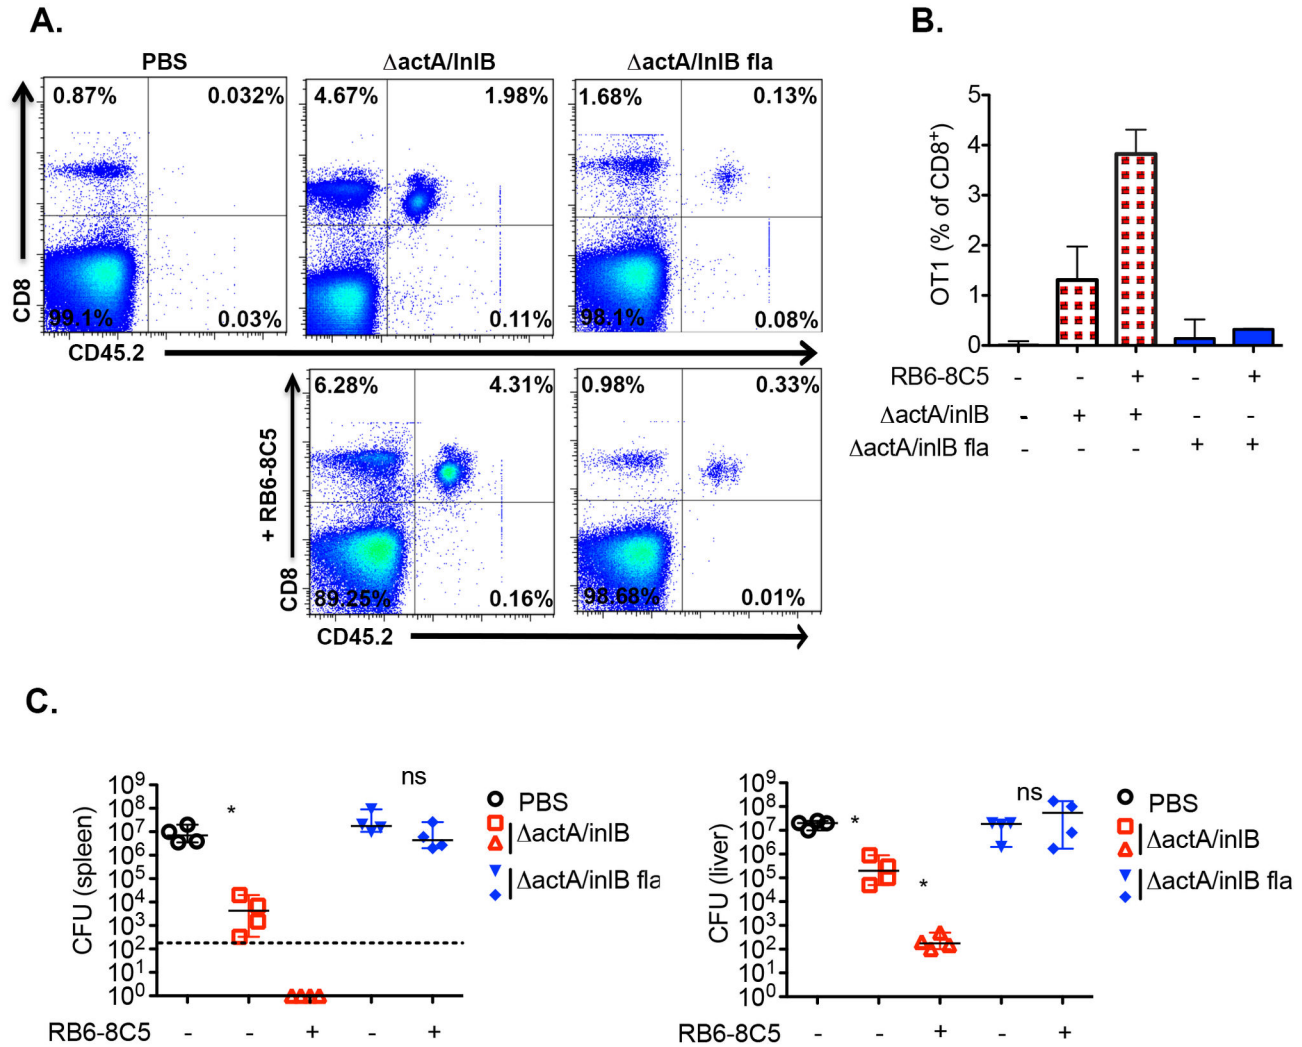 A.
B.
PBS
ΔactA/InlB
ΔactA/InlB fla
0.87%
0.032%
4.67%
1.98%
1.68%
0.13%
CD8
99.1%
0.03%
0.11%
98.1%
0.08%
CD45.2
6.28%
4.31%
0.98%
0.33%
+ RB6-8C5
CD8
89.25%
0.16%
98.68%
0.01%
CD45.2
OT1 (% of CD8⁺)
5
4
3
2
1
0
RB6-8C5 - - + - +
ΔactA/inlB - + + - -
ΔactA/inlB fla - - - + +
C.
CFU (spleen)
10⁹
10⁸
10⁷
10⁶
10⁵
10⁴
10³
10²
10¹
10⁰
*
ns
PBS
ΔactA/inlB
ΔactA/inlB fla
RB6-8C5 - - + - +
CFU (liver)
10⁹
10⁸
10⁷
10⁶
10⁵
10⁴
10³
10²
10¹
10⁰
*
*
ns
PBS
ΔactA/inlB
ΔactA/inlB fla
RB6-8C5 - - + - +